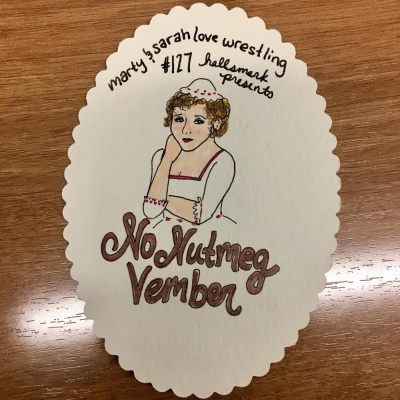 marty & sarah love wrestling
#127 hallsmark
presents
No Nutmeg
Vember